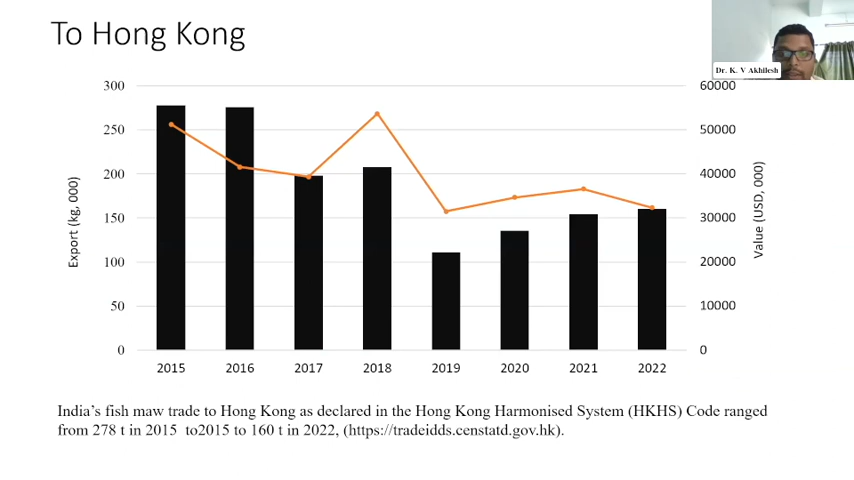 To Hong Kong
Dr. K. V Akhilesh
300
250
200
150
100
50
0
Export (kg, 000)
60000
50000
40000
30000
20000
10000
0
Value (USD, 000)
2015 2016 2017 2018 2019 2020 2021 2022
India's fish maw trade to Hong Kong as declared in the Hong Kong Harmonised System (HKHS) Code ranged
from 278 t in 2015 to2015 to 160 t in 2022, (https://tradeidds.censtatd.gov.hk).